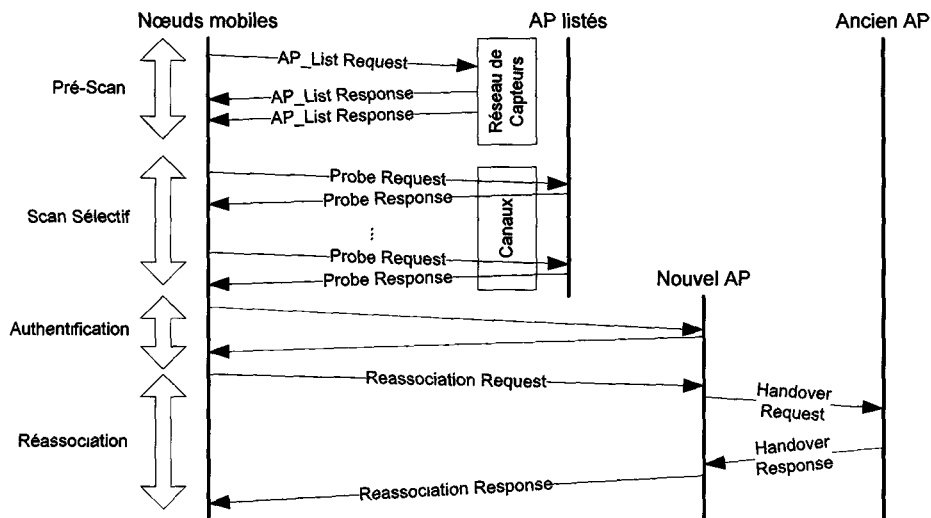 Nœuds mobiles
AP listés
Ancien AP
Pré-Scan
AP_List Request
AP_List Response
AP_List Response
Réseau de
Capteurs
Scan Sélectif
Probe Request
Probe Response
...
Probe Request
Probe Response
Canaux
Nouvel AP
Authentification
Réassociation
Reassociation Request
Handover
Request
Handover
Response
Reassociation Response